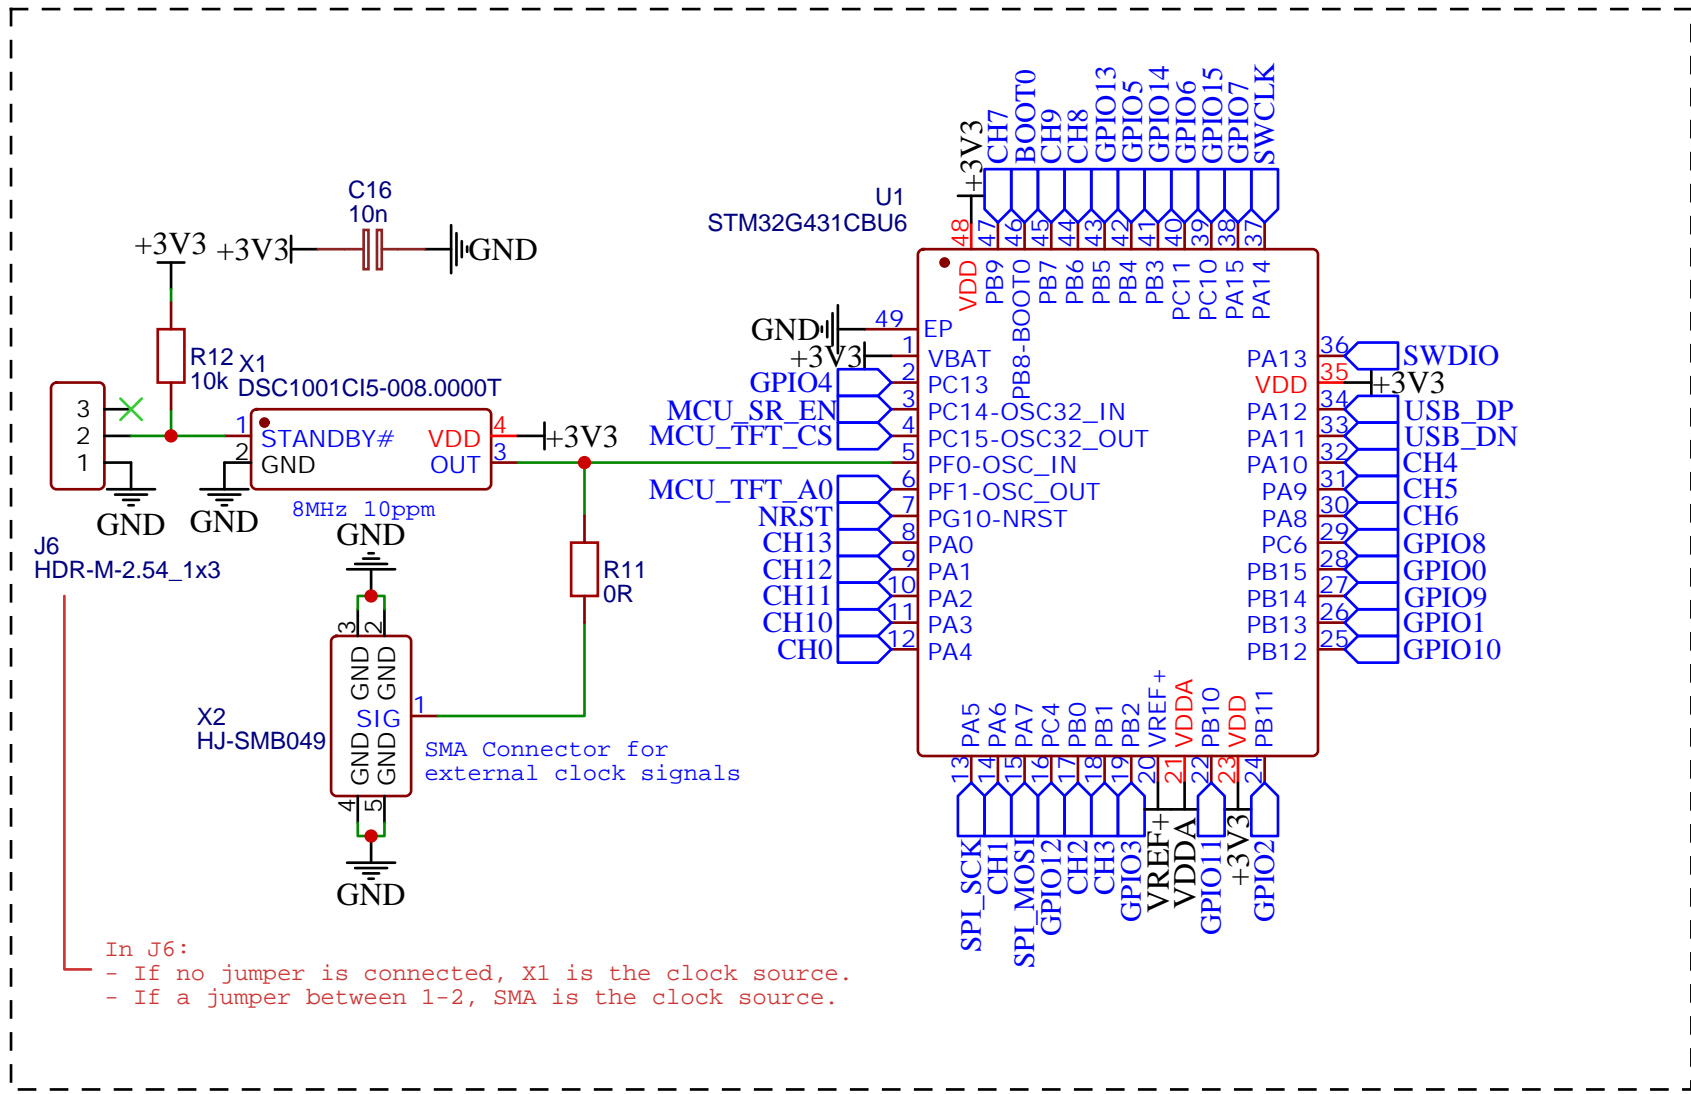 CH7
BOOT0
CH9
CH8
GPIO13
GPIO5
GPIO14
GPIO6
GPIO15
GPIO7
SWCLK
+3V3
U1
STM32G431CBU6
48
47
46
45
44
43
42
41
40
39
38
37
VDD
PB9
PB8-BOOT0
PB7
PB6
PB5
PB4
PB3
PC11
PC10
PA15
PA14
C16
10n
+3V3
+3V3
GND
R12
10k
X1
DSC1001CI5-008.0000T
3
2
1
1
STANDBY#
VDD
4
+3V3
2
GND
OUT
3
8MHz 10ppm
GND
GND
GND
J6
HDR-M-2.54_1x3
R11
0R
3
2
GND
GND
SIG
1
GND
GND
4
5
X2
HJ-SMB049
SMA Connector for
external clock signals
GND
GND
49
EP
+3V3
1
VBAT
GPIO4
2
PC13
MCU_SR_EN
3
PC14-OSC32_IN
MCU_TFT_CS
4
PC15-OSC32_OUT
5
PF0-OSC_IN
MCU_TFT_A0
6
PF1-OSC_OUT
NRST
7
PG10-NRST
CH13
8
PA0
CH12
9
PA1
CH11
10
PA2
CH10
11
PA3
CH0
12
PA4
PA13
36
SWDIO
VDD
35
+3V3
PA12
34
USB_DP
PA11
33
USB_DN
PA10
32
CH4
PA9
31
CH5
PA8
30
CH6
PC6
29
GPIO8
PB15
28
GPIO0
PB14
27
GPIO9
PB13
26
GPIO1
PB12
25
GPIO10
PA5
PA6
PA7
PC4
PB0
PB1
PB2
VREF+
VDDA
PB10
VDD
PB11
13
14
15
16
17
18
19
20
21
22
23
24
SPI_SCK
CH1
SPI_MOSI
GPIO12
CH2
CH3
GPIO3
VREF+
VDDA
GPIO11
+3V3
GPIO2
In J6:
- If no jumper is connected, X1 is the clock source.
- If a jumper between 1-2, SMA is the clock source.